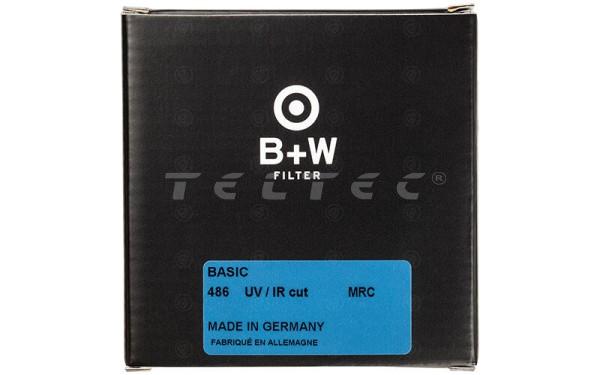 B+W
FILTER
TELTEC®
BASIC
486 UV / IR cut MRC
MADE IN GERMANY
FABRIQUÉ EN ALLEMAGNE